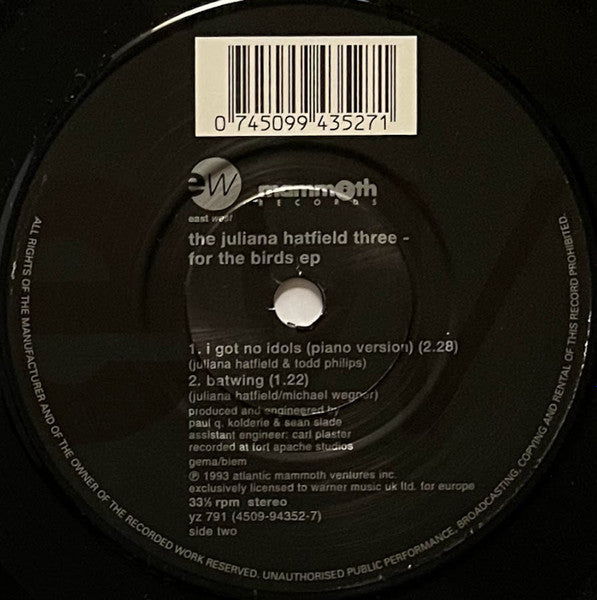 0 745099 435271
ew
mammoth
RECORDS
east west
the juliana hatfield three -
for the birds ep
1. i got no idols (piano version) (2.28)
(juliana hatfield & todd philips)
2. batwing (1.22)
(juliana hatfield/michael wegner)
produced and engineered by
paul q. kolderie & sean slade
assistant engineer: carl plaster
recorded at fort apache studios
gema/biem
℗ 1993 atlantic mammoth ventures inc.
exclusively licensed to warner music uk ltd. for europe
33⅓ rpm stereo
yz 791 (4509-94352-7)
side two
ALL RIGHTS OF THE MANUFACTURER AND OF THE OWNER OF THE RECORDED WORK RESERVED. UNAUTHORISED PUBLIC PERFORMANCE, BROADCASTING, COPYING AND RENTAL OF THIS RECORD PROHIBITED.